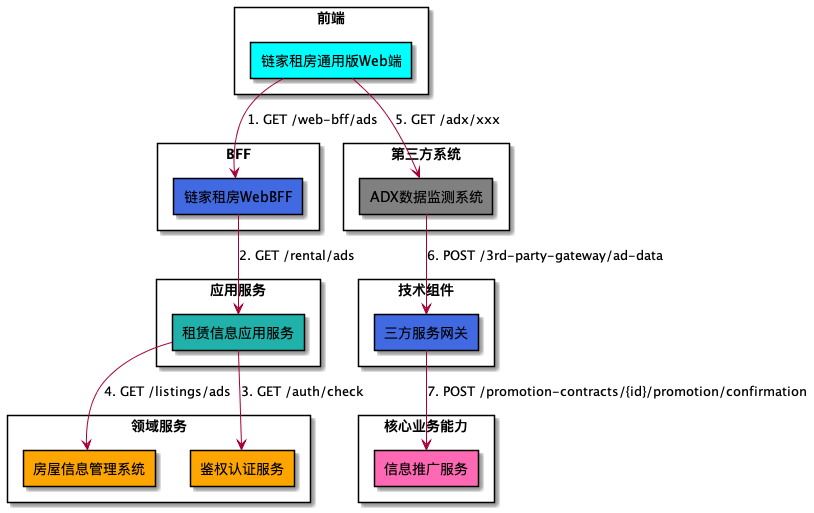 前端
链家租房通用版Web端
1. GET /web-bff/ads
5. GET /adx/xxx
BFF
第三方系统
链家租房WebBFF
ADX数据监测系统
2. GET /rental/ads
6. POST /3rd-party-gateway/ad-data
应用服务
技术组件
租赁信息应用服务
三方服务网关
4. GET /listings/ads
3. GET /auth/check
7. POST /promotion-contracts/{id}/promotion/confirmation
领域服务
核心业务能力
房屋信息管理系统
鉴权认证服务
信息推广服务